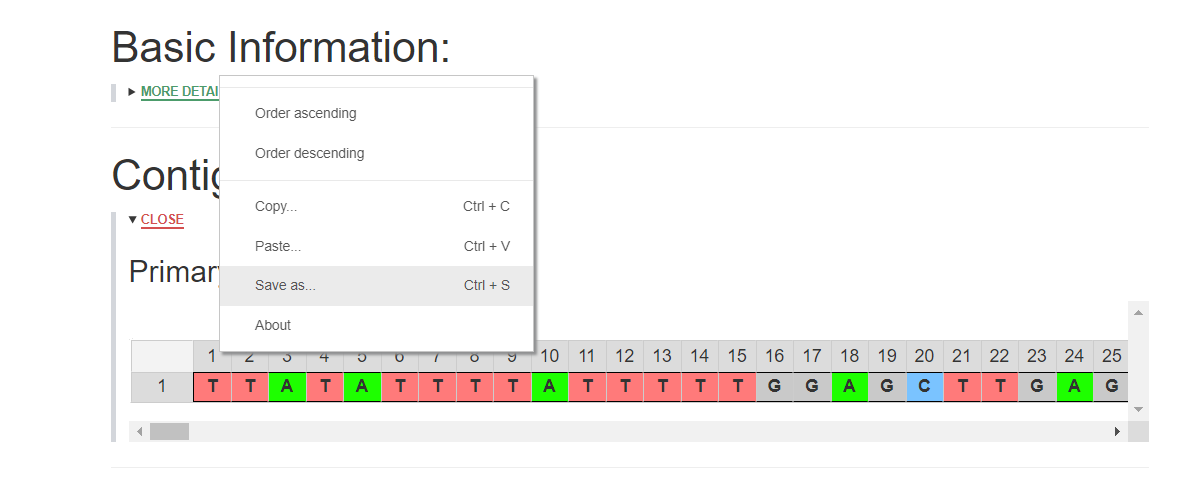 Basic Information:
MORE DETAI
Order ascending
Order descending
Contig
Copy... Ctrl + C
CLOSE
Paste... Ctrl + V
Primary
Save as... Ctrl + S
About
1 2 3 4 5 6 7 8 9 10 11 12 13 14 15 16 17 18 19 20 21 22 23 24 25
1 T T A T A T T T T A T T T T T G G A G C T T G A G